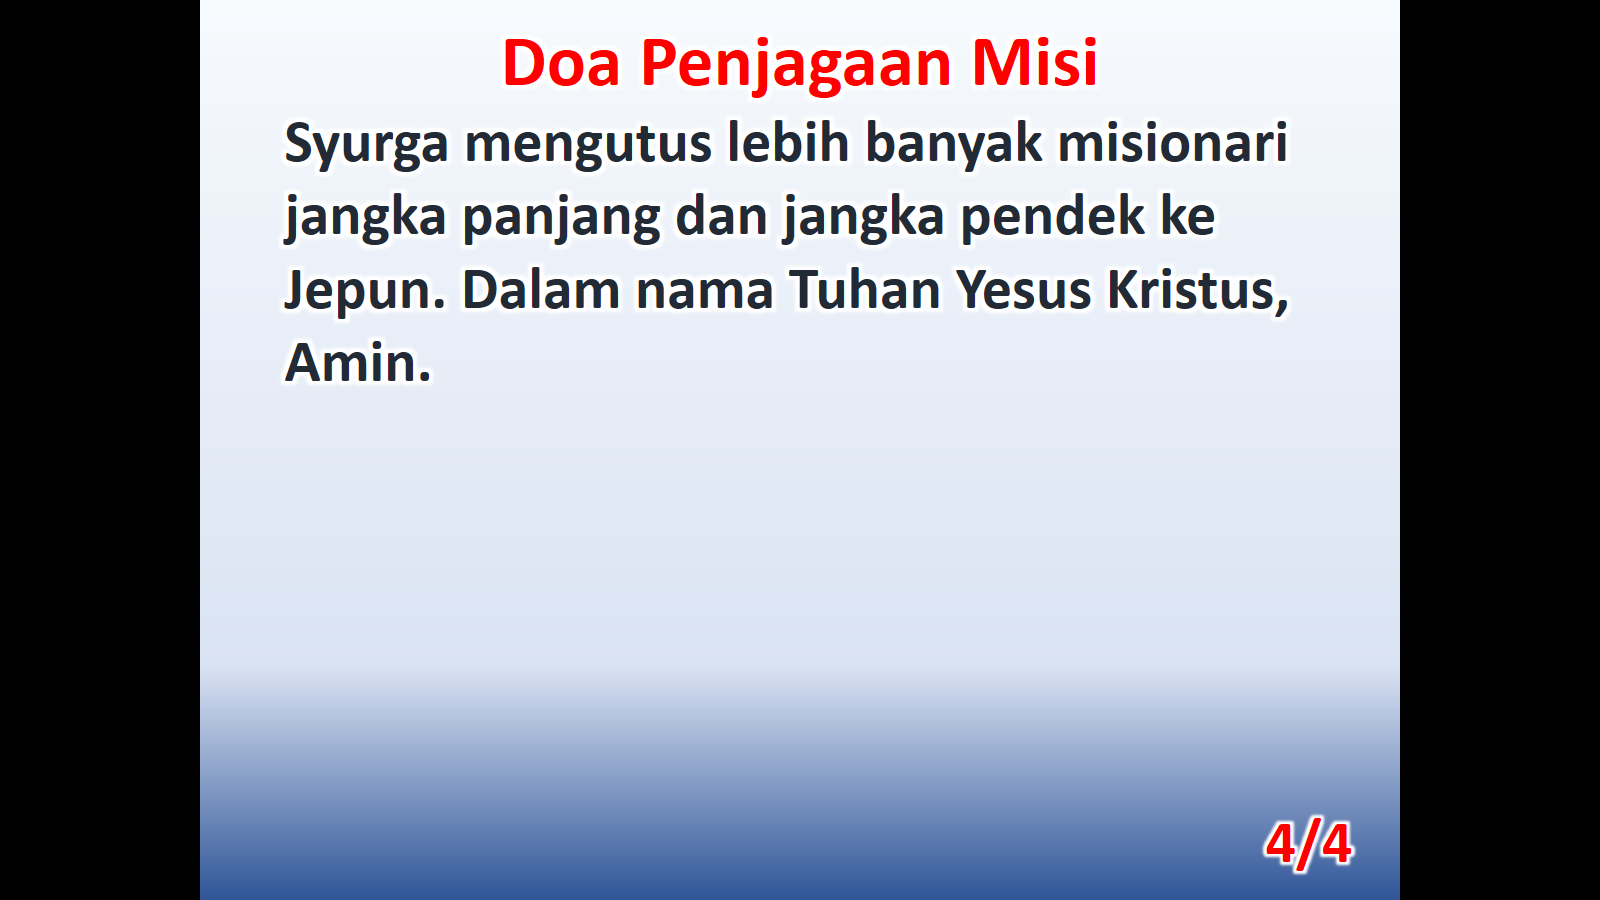 Doa Penjagaan Misi
Syurga mengutus lebih banyak misionari
jangka panjang dan jangka pendek ke
Jepun. Dalam nama Tuhan Yesus Kristus,
Amin.
4/4